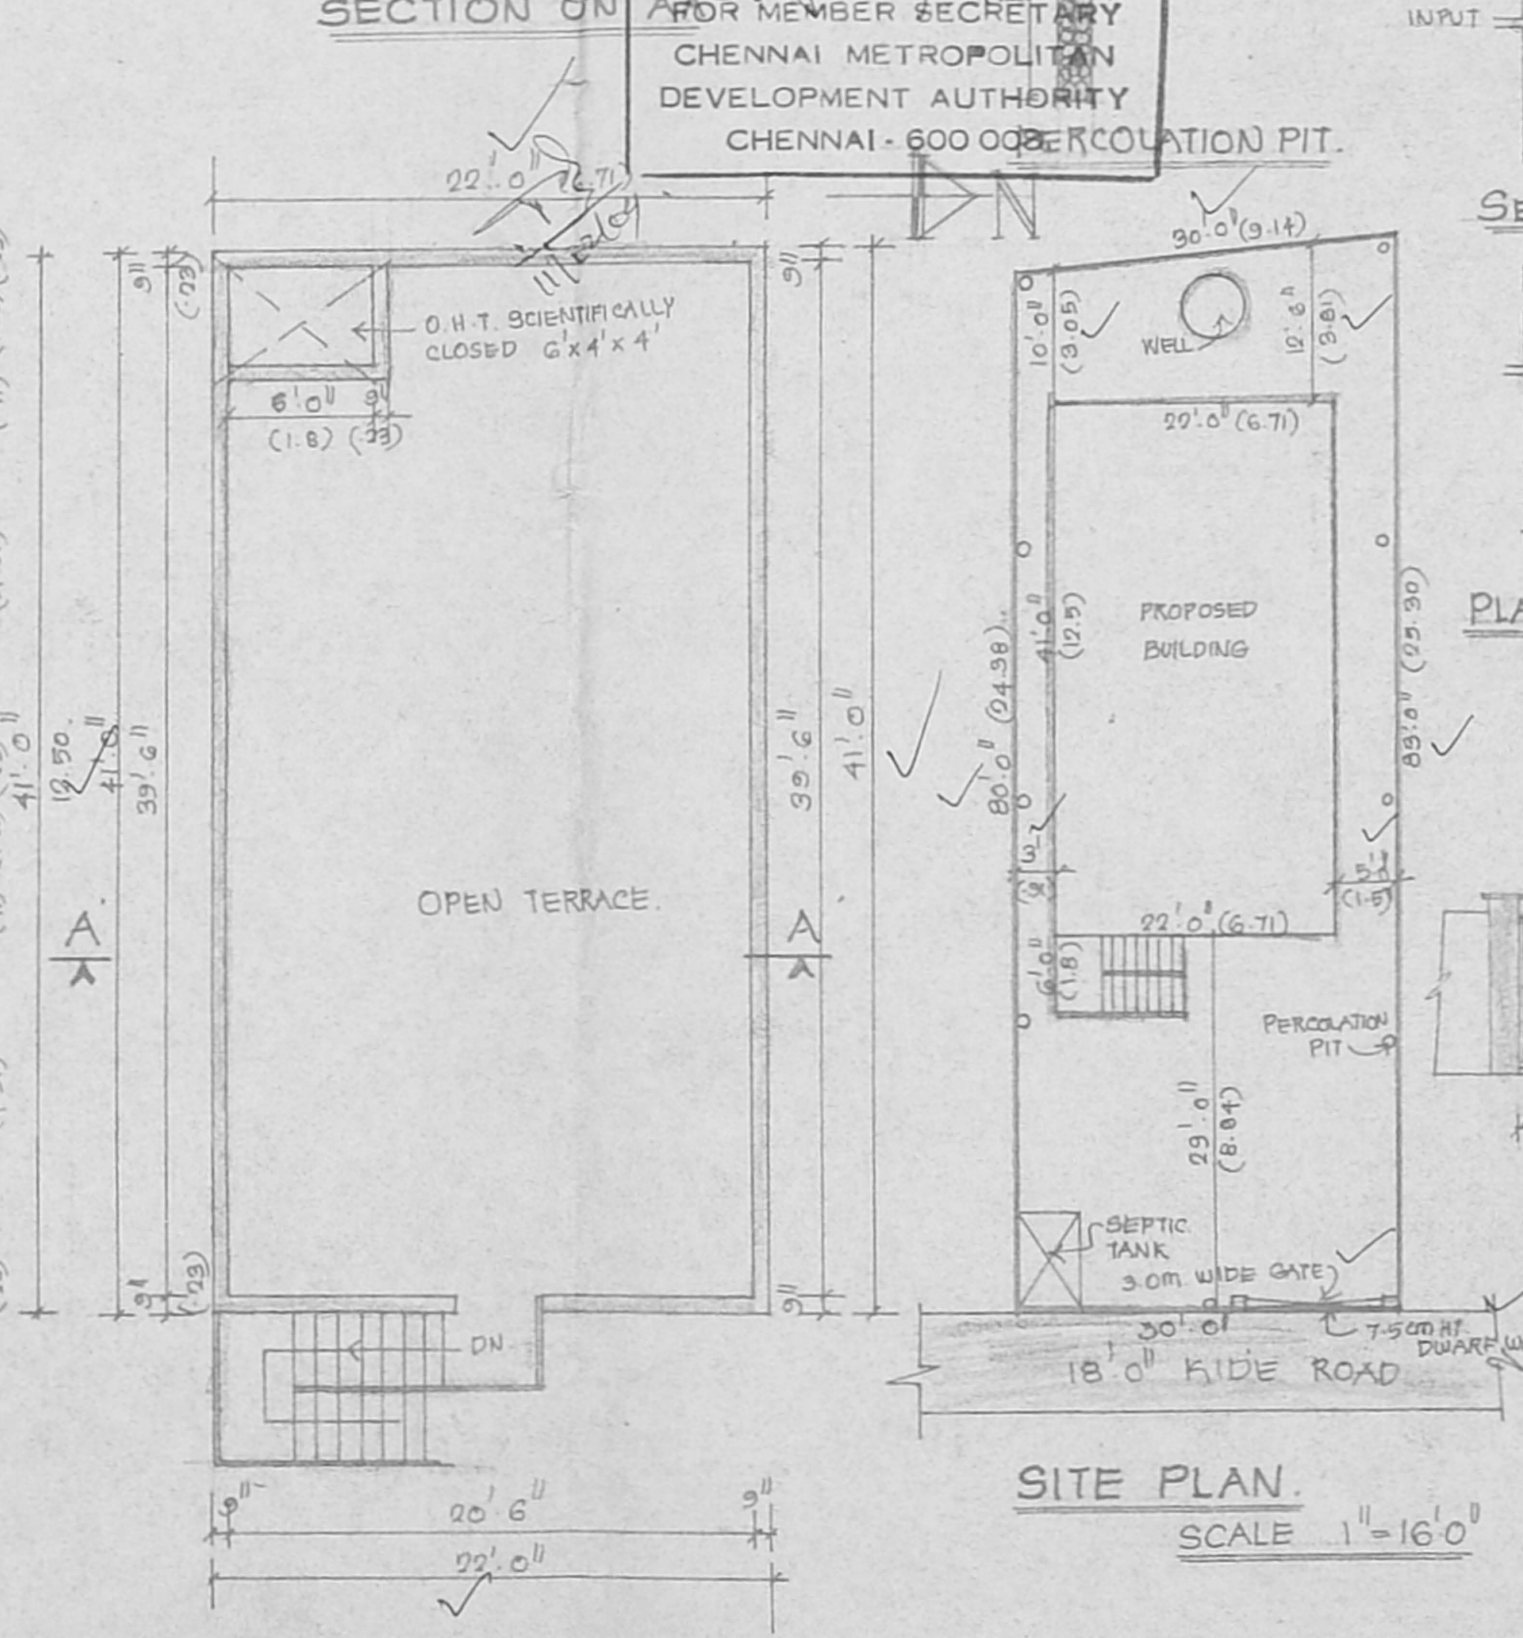 SECTION ON
FOR MEMBER SECRETARY
CHENNAI METROPOLITAN
DEVELOPMENT AUTHORITY
CHENNAI - 600 008
PERCOLATION PIT.
INPUT
22'.0" (6.71)
N
9"
(.23)
O.H.T. SCIENTIFICALLY
CLOSED 6'x4'x4'
6'.0" 9"
(1.8) (.23)
9"
41'.0"
12.50
41'.0"
39'.6"
39'.6"
41'.0"
OPEN TERRACE.
A
A
9"
(.23)
9"
DN
9" 20'.6" 9"
22'.0"
30'.0" (9.14)
10'.0"
(3.05)
WELL
12'.6"
(3.81)
22'.0" (6.71)
PROPOSED
BUILDING
41'.0"
(12.5)
80'.0" (24.38)
83'.0" (25.30)
PLA
5'.0"
(1.5)
22'.0" (6.71)
6'.0"
(1.8)
PERCOLATION
PIT
29'.0"
(8.84)
SEPTIC
TANK
3.0m WIDE GATE
30'.0"
7.5cm HT.
DWARF
18'.0" WIDE ROAD
SITE PLAN.
SCALE 1"=16'0"